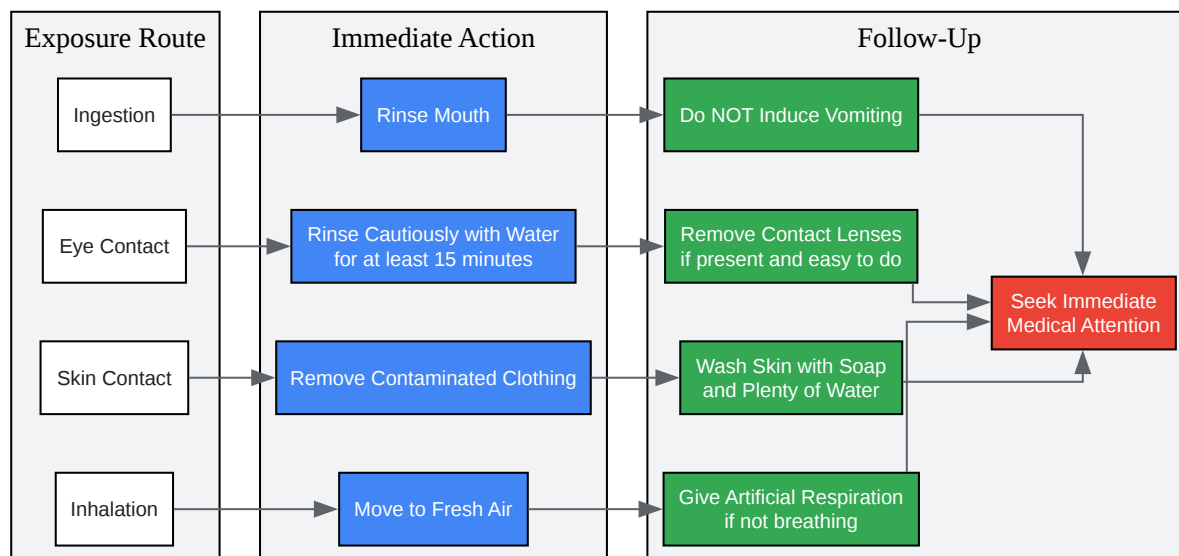 Exposure Route
Immediate Action
Follow-Up
Ingestion
Rinse Mouth
Do NOT Induce Vomiting
Eye Contact
Rinse Cautiously with Water
for at least 15 minutes
Remove Contact Lenses
if present and easy to do
Seek Immediate
Medical Attention
Skin Contact
Remove Contaminated Clothing
Wash Skin with Soap
and Plenty of Water
Inhalation
Move to Fresh Air
Give Artificial Respiration
if not breathing